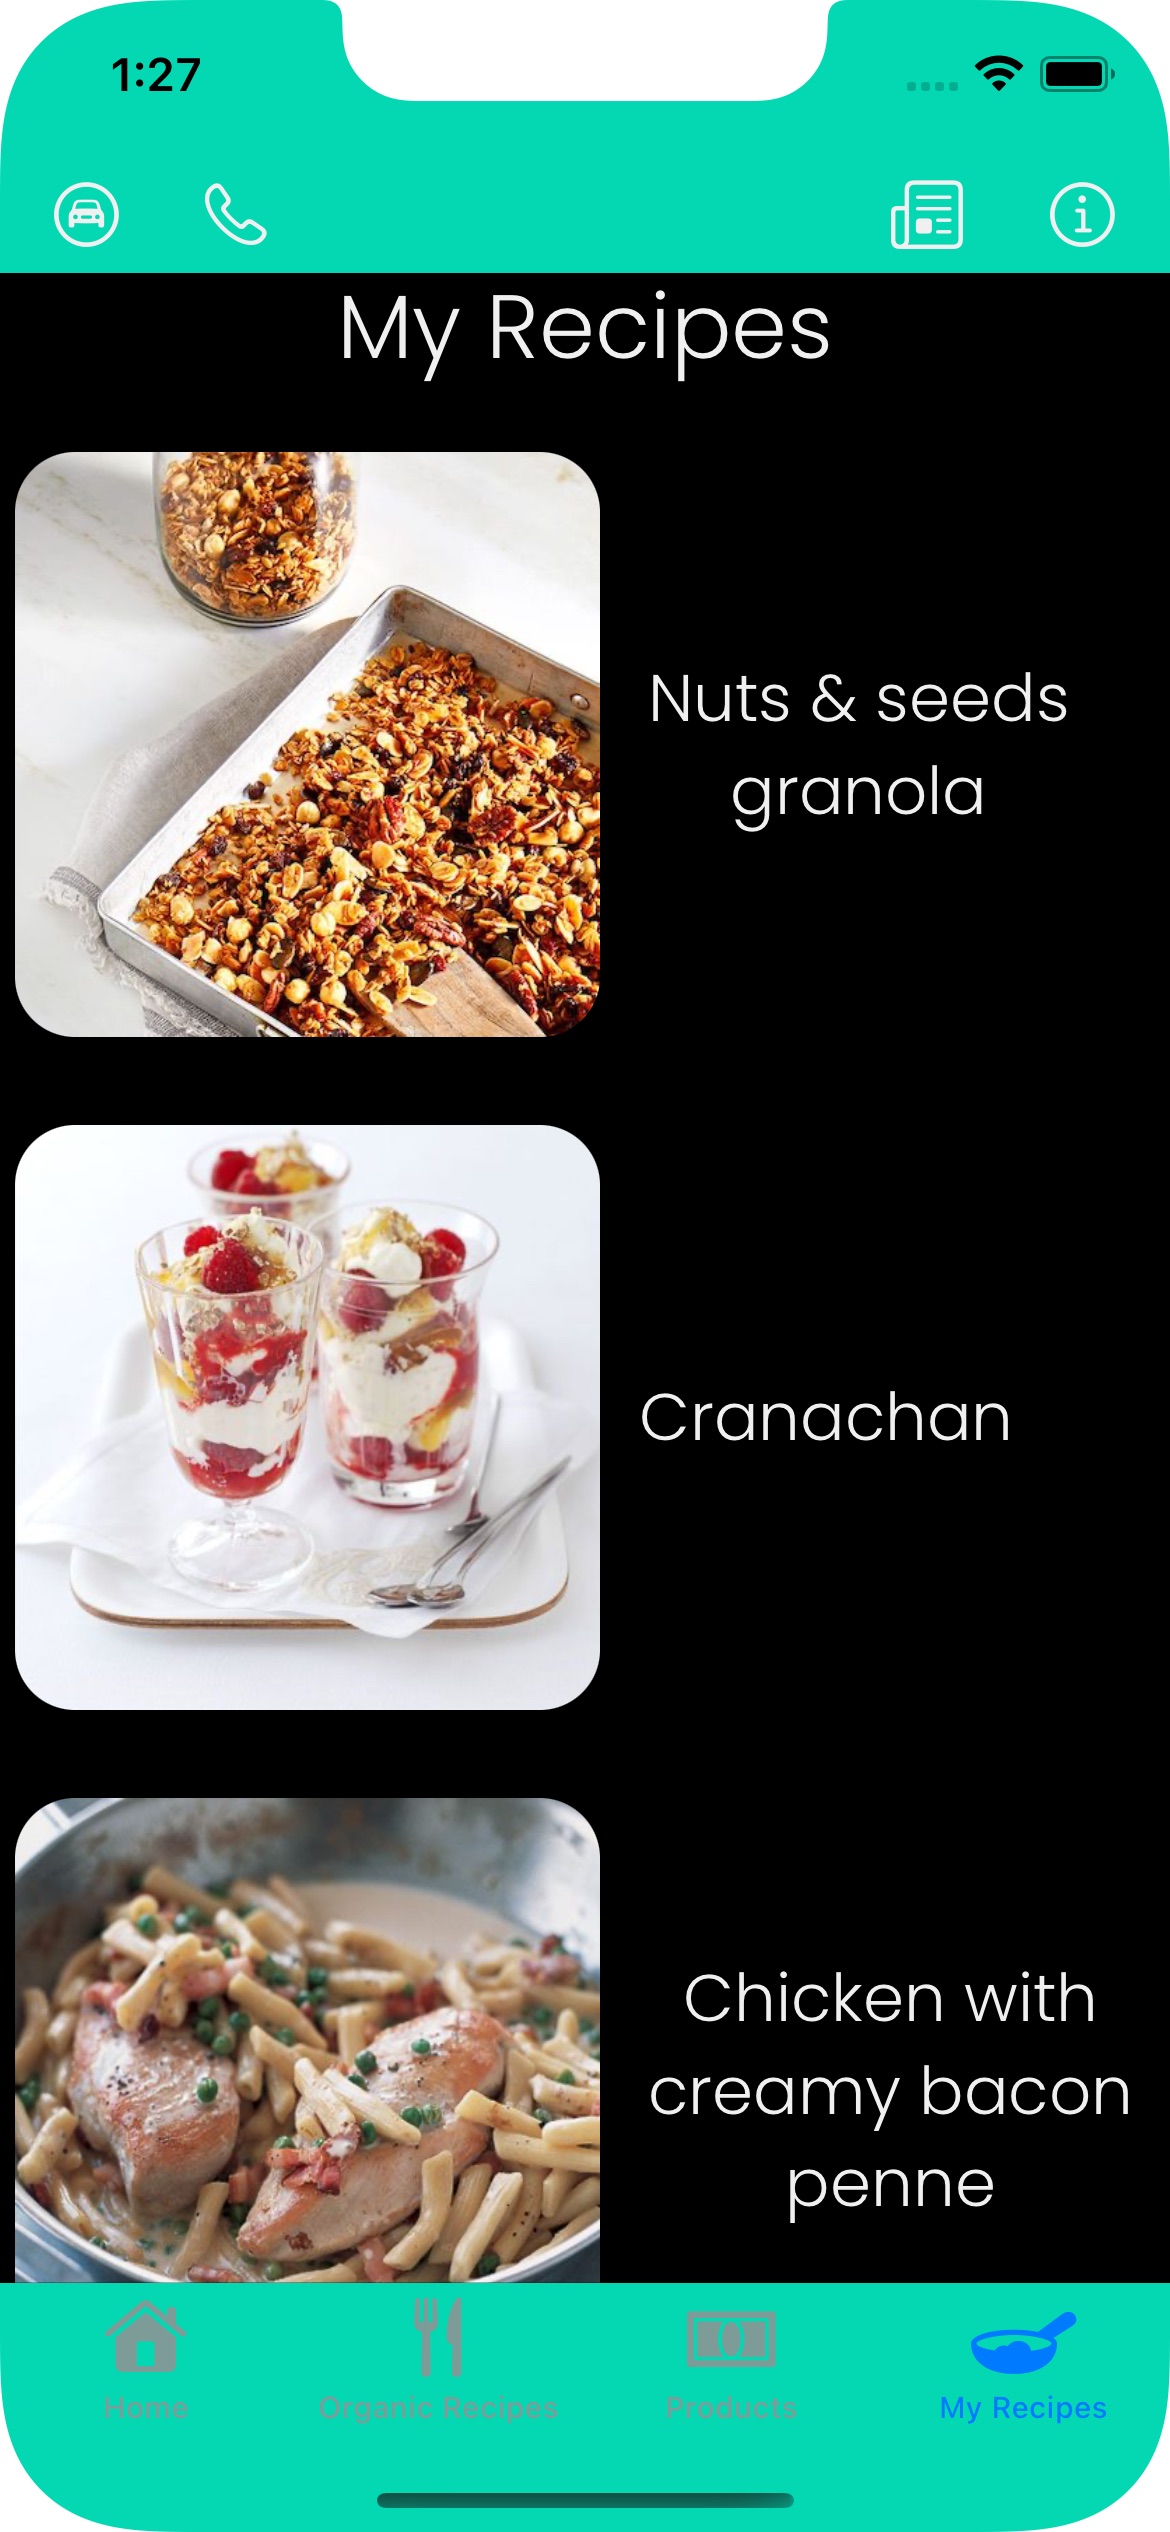 1:27
My Recipes
Nuts & seeds
granola
Cranachan
Chicken with
creamy bacon
penne
Home
Organic Recipes
Products
My Recipes